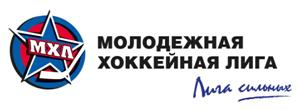 МХЛ
МОЛОДЕЖНАЯ
ХОККЕЙНАЯ ЛИГА
Лига сильных